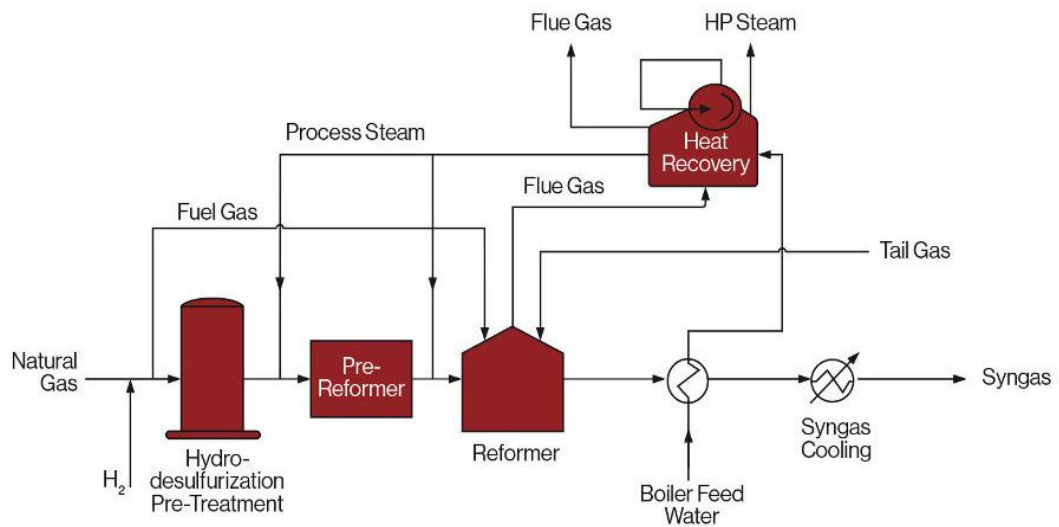 Flue Gas
HP Steam
Process Steam
Heat
Recovery
Flue Gas
Fuel Gas
Tail Gas
Natural
Gas
Pre-
Reformer
Syngas
Reformer
Syngas
Cooling
Hydro-
desulfurization
Pre-Treatment
H₂
Boiler Feed
Water